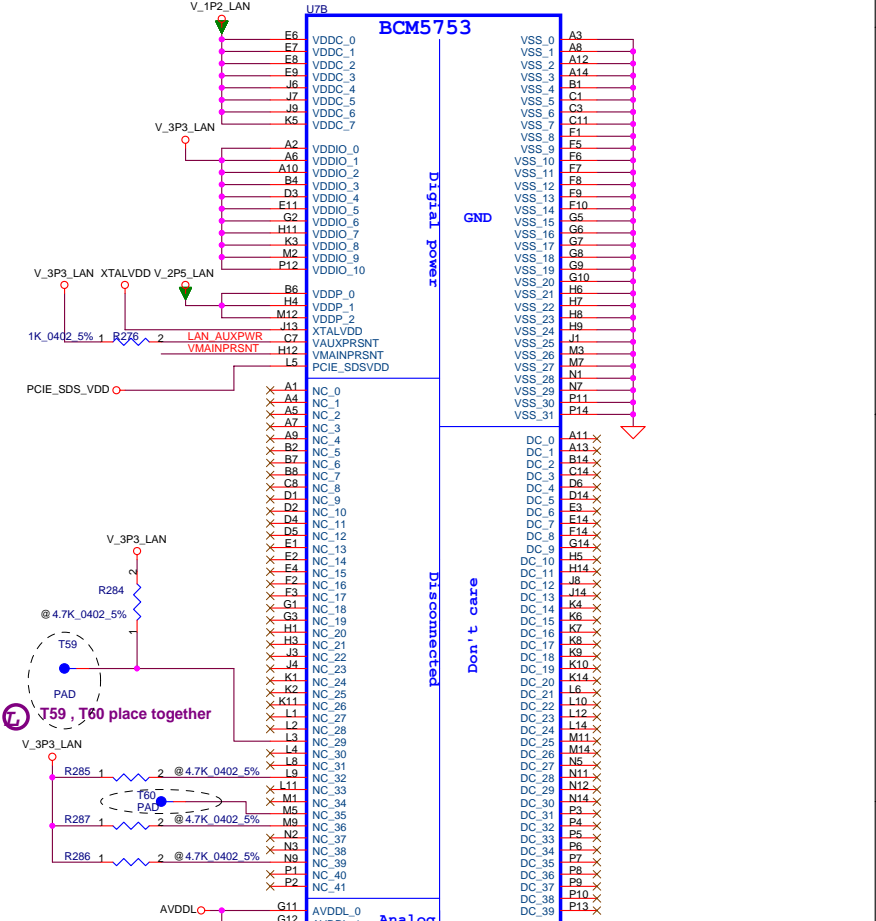 V_1P2_LAN
U7B
BCM5753
E6 VDDC_0
E7 VDDC_1
E8 VDDC_2
E9 VDDC_3
J6 VDDC_4
J7 VDDC_5
J9 VDDC_6
K5 VDDC_7
V_3P3_LAN
A2 VDDIO_0
A6 VDDIO_1
A10 VDDIO_2
B4 VDDIO_3
D3 VDDIO_4
E11 VDDIO_5
G2 VDDIO_6
H11 VDDIO_7
K3 VDDIO_8
M2 VDDIO_9
P12 VDDIO_10
V_3P3_LAN XTALVDD V_2P5_LAN
B6 VDDP_0
H4 VDDP_1
M12 VDDP_2
J13 XTALVDD
1K_0402_5% 1 R276 2 LAN_AUXPWR C7 VAUXPRSNT
VMAINPRSNT H12 VMAINPRSNT
L5 PCIE_SDSVDD
PCIE_SDS_VDD
Digial power
GND
VSS_0 A3
VSS_1 A8
VSS_2 A12
VSS_3 A14
VSS_4 B1
VSS_5 C1
VSS_6 C3
VSS_7 C11
VSS_8 F1
VSS_9 F5
VSS_10 F6
VSS_11 F7
VSS_12 F8
VSS_13 F9
VSS_14 F10
VSS_15 G5
VSS_16 G6
VSS_17 G7
VSS_18 G8
VSS_19 G9
VSS_20 G10
VSS_21 H6
VSS_22 H7
VSS_23 H8
VSS_24 H9
VSS_25 J1
VSS_26 M3
VSS_27 M7
VSS_28 N1
VSS_29 N7
VSS_30 P11
VSS_31 P14
A1 NC_0
A4 NC_1
A5 NC_2
A7 NC_3
A9 NC_4
B2 NC_5
B7 NC_6
B8 NC_7
C8 NC_8
D1 NC_9
D2 NC_10
D4 NC_11
D5 NC_12
E1 NC_13
E2 NC_14
E4 NC_15
F2 NC_16
F3 NC_17
G1 NC_18
G3 NC_19
H1 NC_20
H3 NC_21
J3 NC_22
J4 NC_23
K1 NC_24
K2 NC_25
K11 NC_26
L1 NC_27
L2 NC_28
L3 NC_29
L4 NC_30
L8 NC_31
L9 NC_32
L11 NC_33
M1 NC_34
M5 NC_35
M9 NC_36
N2 NC_37
N3 NC_38
N9 NC_39
P1 NC_40
P2 NC_41
Disconnected
Don't care
DC_0 A11
DC_1 A13
DC_2 B14
DC_3 C14
DC_4 D6
DC_5 D14
DC_6 E3
DC_7 E14
DC_8 F14
DC_9 G14
DC_10 H5
DC_11 H14
DC_12 J8
DC_13 J14
DC_14 K4
DC_15 K6
DC_16 K7
DC_17 K8
DC_18 K9
DC_19 K10
DC_20 K14
DC_21 L6
DC_22 L10
DC_23 L12
DC_24 L14
DC_25 M11
DC_26 M14
DC_27 N5
DC_28 N11
DC_29 N12
DC_30 N14
DC_31 P3
DC_32 P4
DC_33 P5
DC_34 P6
DC_35 P7
DC_36 P8
DC_37 P9
DC_38 P10
DC_39 P13
V_3P3_LAN
2
R284
@4.7K_0402_5%
1
T59
PAD
L T59 , T60 place together
V_3P3_LAN
R285 1 2 @4.7K_0402_5%
T60
PAD
R287 1 2 @4.7K_0402_5%
R286 1 2 @4.7K_0402_5%
AVDDL G11 AVDDL_0
G12
Analog